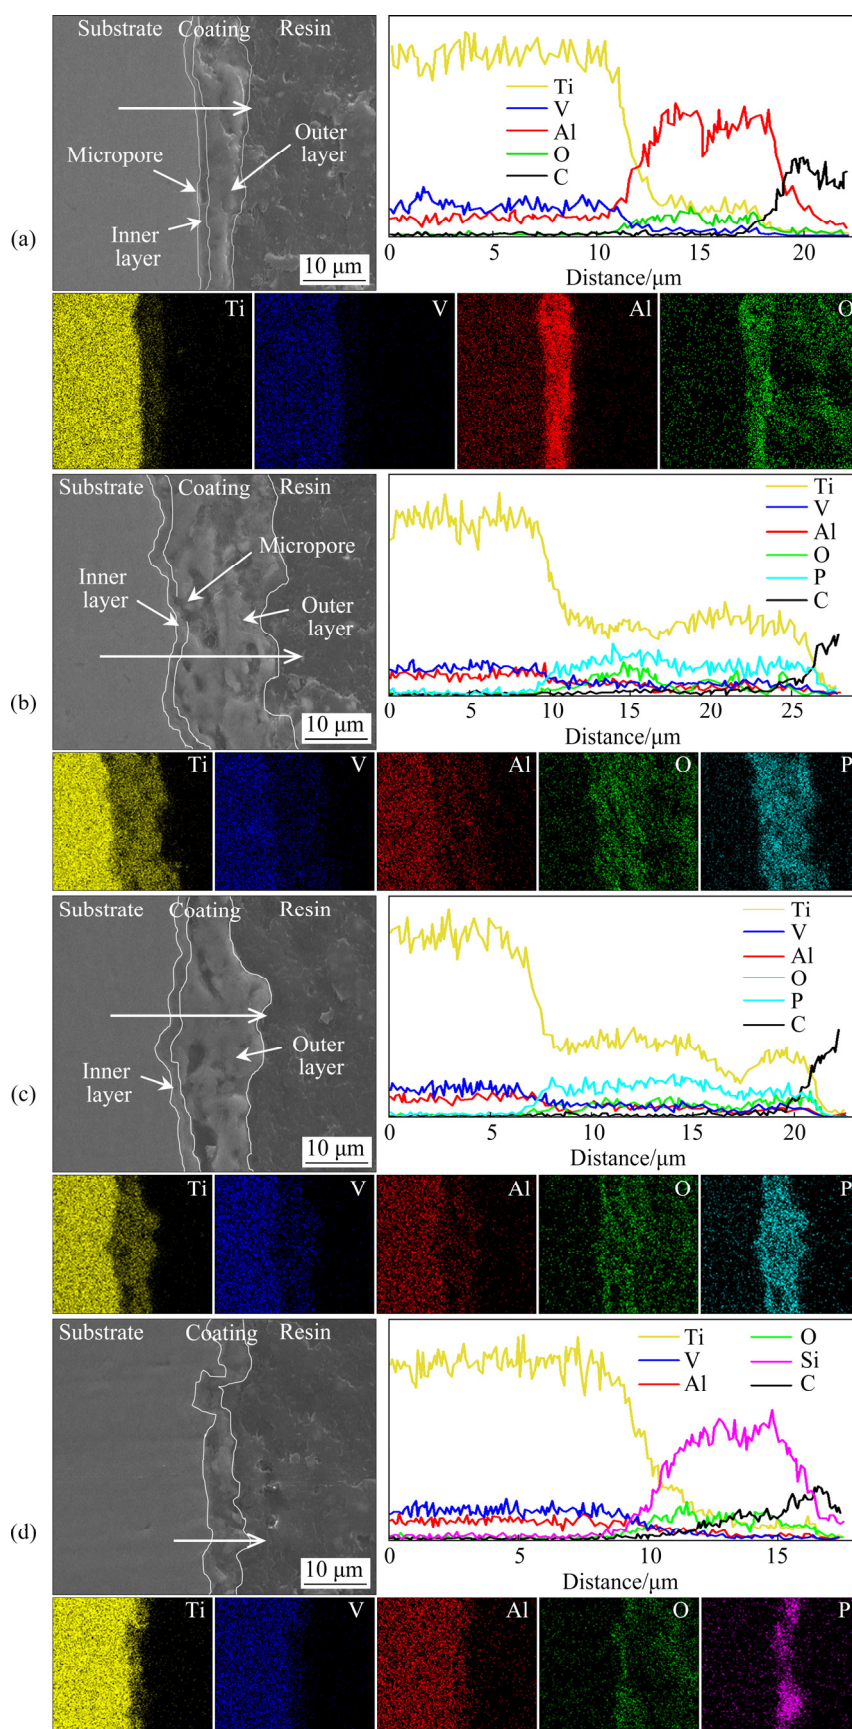 Substrate Coating Resin
Micropore
Outer
layer
Inner
layer
10 μm
(a)
Ti
V
Al
O
C
0 5 10 15 20
Distance/μm
Ti V Al O
Substrate Coating Resin
Micropore
Inner
layer
Outer
layer
10 μm
(b)
Ti
V
Al
O
P
C
0 5 10 15 20 25
Distance/μm
Ti V Al O P
Substrate Coating Resin
Outer
layer
Inner
layer
10 μm
(c)
Ti
V
Al
O
P
C
0 5 10 15 20
Distance/μm
Ti V Al O P
Substrate Coating Resin
10 μm
(d)
Ti O
V Si
Al C
0 5 10 15
Distance/μm
Ti V Al O P